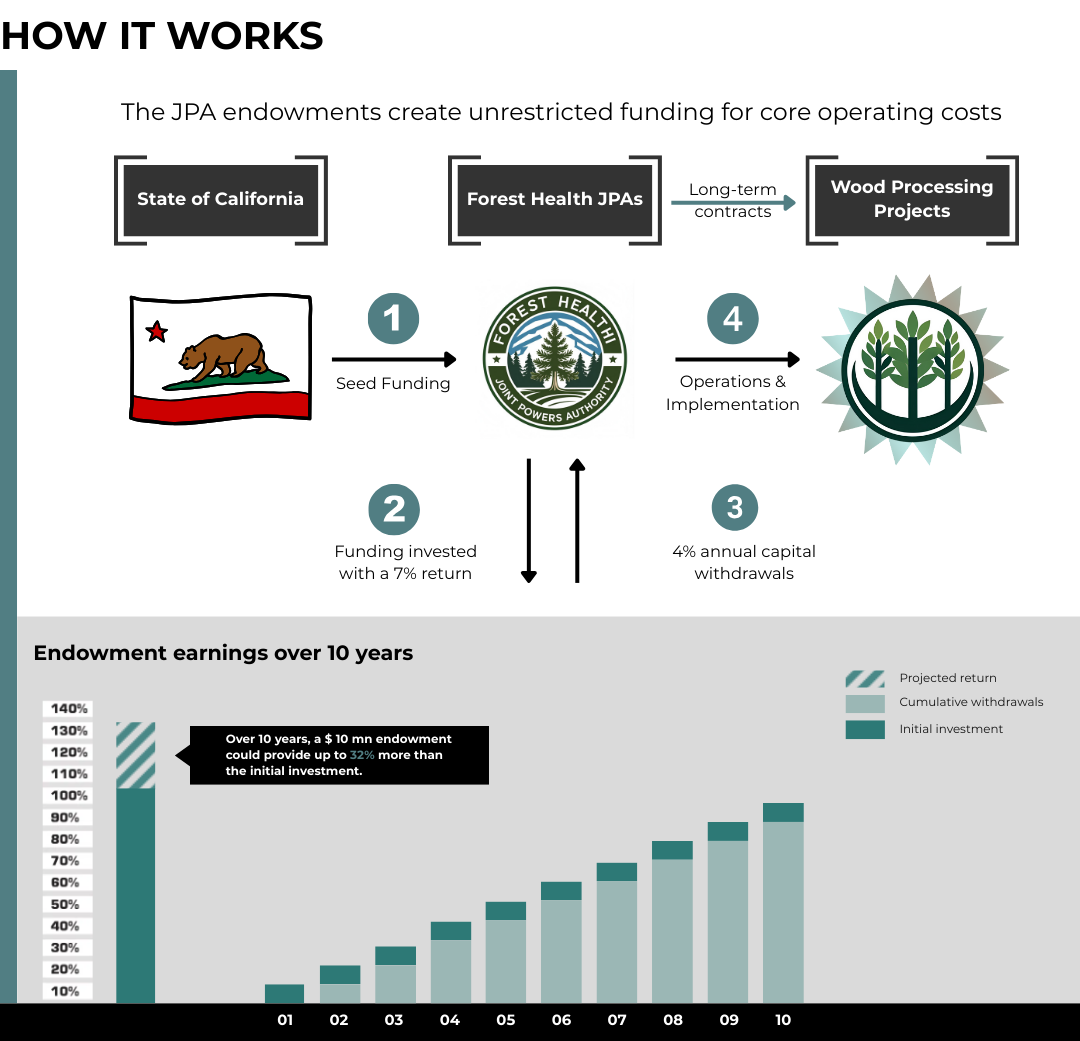 HOW IT WORKS
The JPA endowments create unrestricted funding for core operating costs
State of California
Forest Health JPAs
Long-term
contracts
Wood Processing
Projects
1
Seed Funding
FOREST HEALTHI
JOINT POWERS AUTHORITY
4
Operations &
Implementation
2
Funding invested
with a 7% return
3
4% annual capital
withdrawals
Endowment earnings over 10 years
Projected return
Cumulative withdrawals
Initial investment
140%
130%
120%
110%
100%
90%
80%
70%
60%
50%
40%
30%
20%
10%
Over 10 years, a $ 10 mn endowment
could provide up to 32% more than
the initial investment.
01 02 03 04 05 06 07 08 09 10